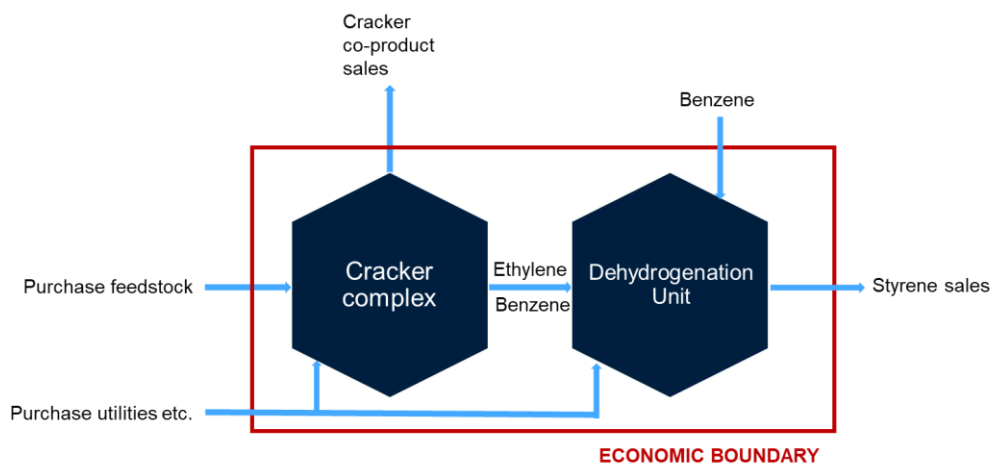 Cracker
co-product
sales
Benzene
Cracker
complex
Ethylene
Benzene
Dehydrogenation
Unit
Purchase feedstock
Styrene sales
Purchase utilities etc.
ECONOMIC BOUNDARY